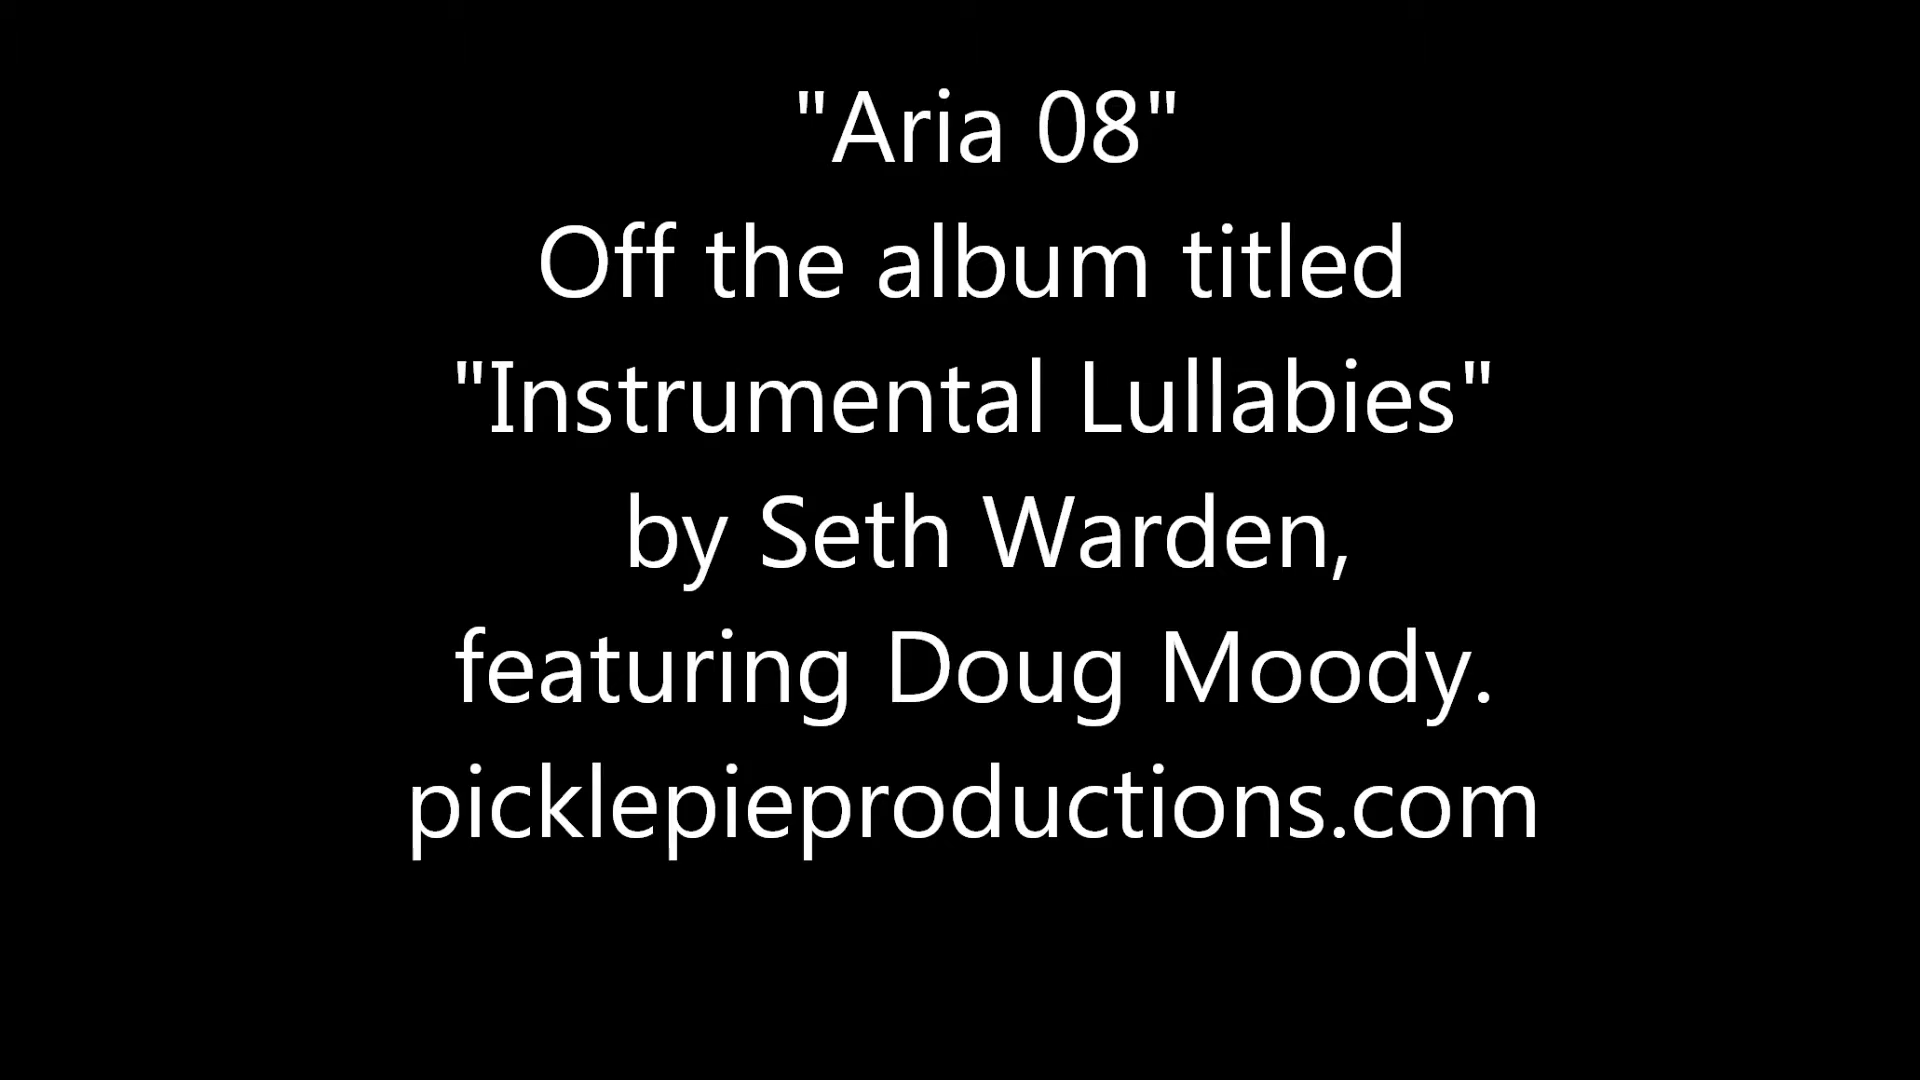 "Aria 08"
Off the album titled
"Instrumental Lullabies"
by Seth Warden,
featuring Doug Moody.
picklepieproductions.com